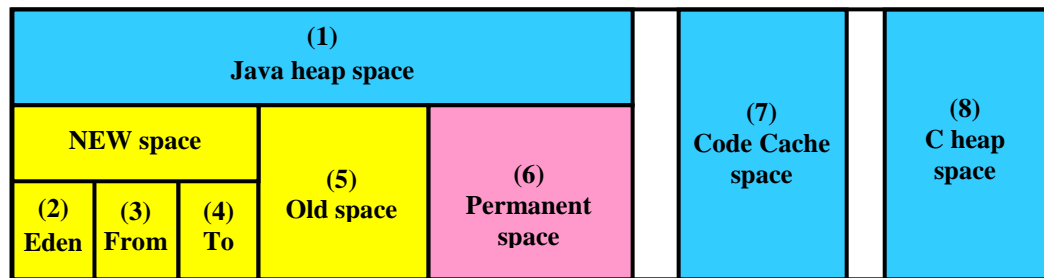 (1)
Java heap space
NEW space
(2)
Eden
(3)
From
(4)
To
(5)
Old space
(6)
Permanent
space
(7)
Code Cache
space
(8)
C heap
space